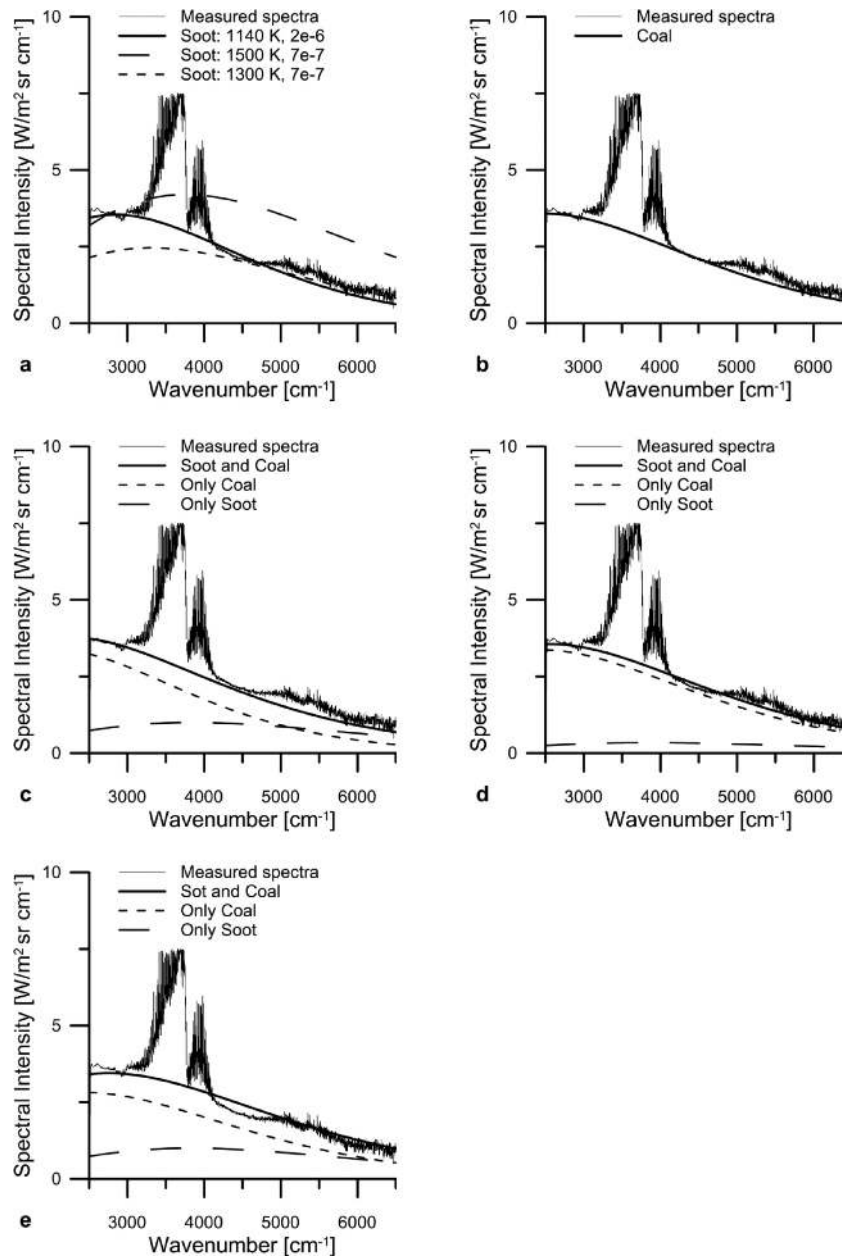 Measured spectra
Soot: 1140 K, 2e-6
Soot: 1500 K, 7e-7
Soot: 1300 K, 7e-7
10
5
0
Spectral Intensity [W/m² sr cm⁻¹]
3000 4000 5000 6000
Wavenumber [cm⁻¹]
a
Measured spectra
Coal
10
5
0
Spectral Intensity [W/m² sr cm⁻¹]
3000 4000 5000 6000
Wavenumber [cm⁻¹]
b
Measured spectra
Soot and Coal
Only Coal
Only Soot
10
5
0
Spectral Intensity [W/m² sr cm⁻¹]
3000 4000 5000 6000
Wavenumber [cm⁻¹]
c
Measured spectra
Soot and Coal
Only Coal
Only Soot
10
5
0
Spectral Intensity [W/m² sr cm⁻¹]
3000 4000 5000 6000
Wavenumber [cm⁻¹]
d
Measured spectra
Sot and Coal
Only Coal
Only Soot
10
5
0
Spectral Intensity [W/m² sr cm⁻¹]
3000 4000 5000 6000
Wavenumber [cm⁻¹]
e